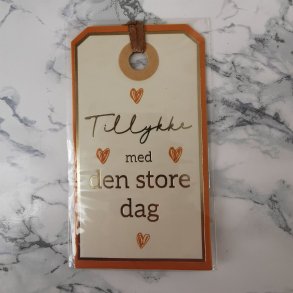 Tillykke
med
den store
dag